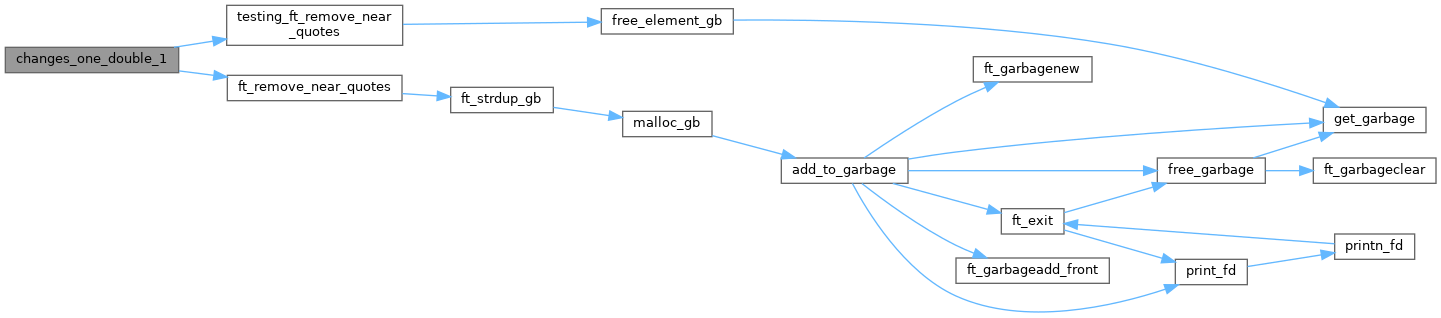 changes_one_double_1
testing_ft_remove_near
_quotes
ft_remove_near_quotes
ft_strdup_gb
free_element_gb
malloc_gb
add_to_garbage
ft_garbagenew
ft_exit
ft_garbageadd_front
free_garbage
print_fd
get_garbage
ft_garbageclear
printn_fd